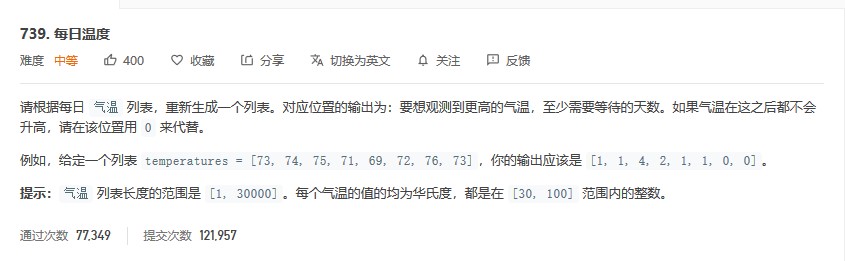 739. 每日温度
难度 中等 400 收藏 分享 切换为英文 关注 反馈
请根据每日 气温 列表，重新生成一个列表。对应位置的输出为：要想观测到更高的气温，至少需要等待的天数。如果气温在这之后都不会
升高，请在该位置用 0 来代替。
例如，给定一个列表 temperatures = [73, 74, 75, 71, 69, 72, 76, 73]，你的输出应该是 [1, 1, 4, 2, 1, 1, 0, 0]。
提示：气温 列表长度的范围是 [1, 30000]。每个气温的值的均为华氏度，都是在 [30, 100] 范围内的整数。
通过次数 77,349 提交次数 121,957